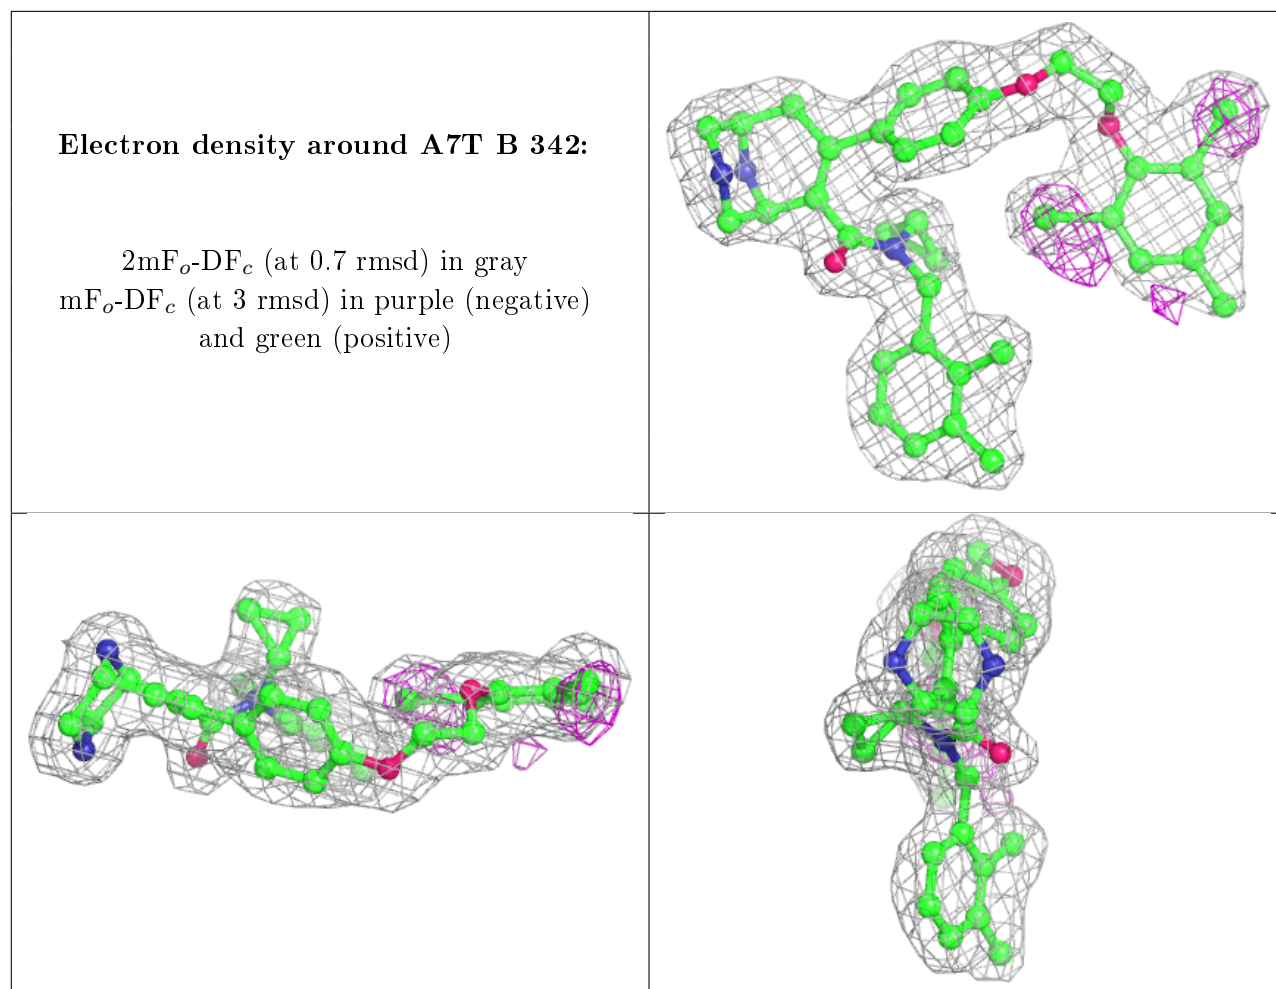 Electron density around A7T B 342:
2mFo-DFc (at 0.7 rmsd) in gray
mFo-DFc (at 3 rmsd) in purple (negative)
and green (positive)